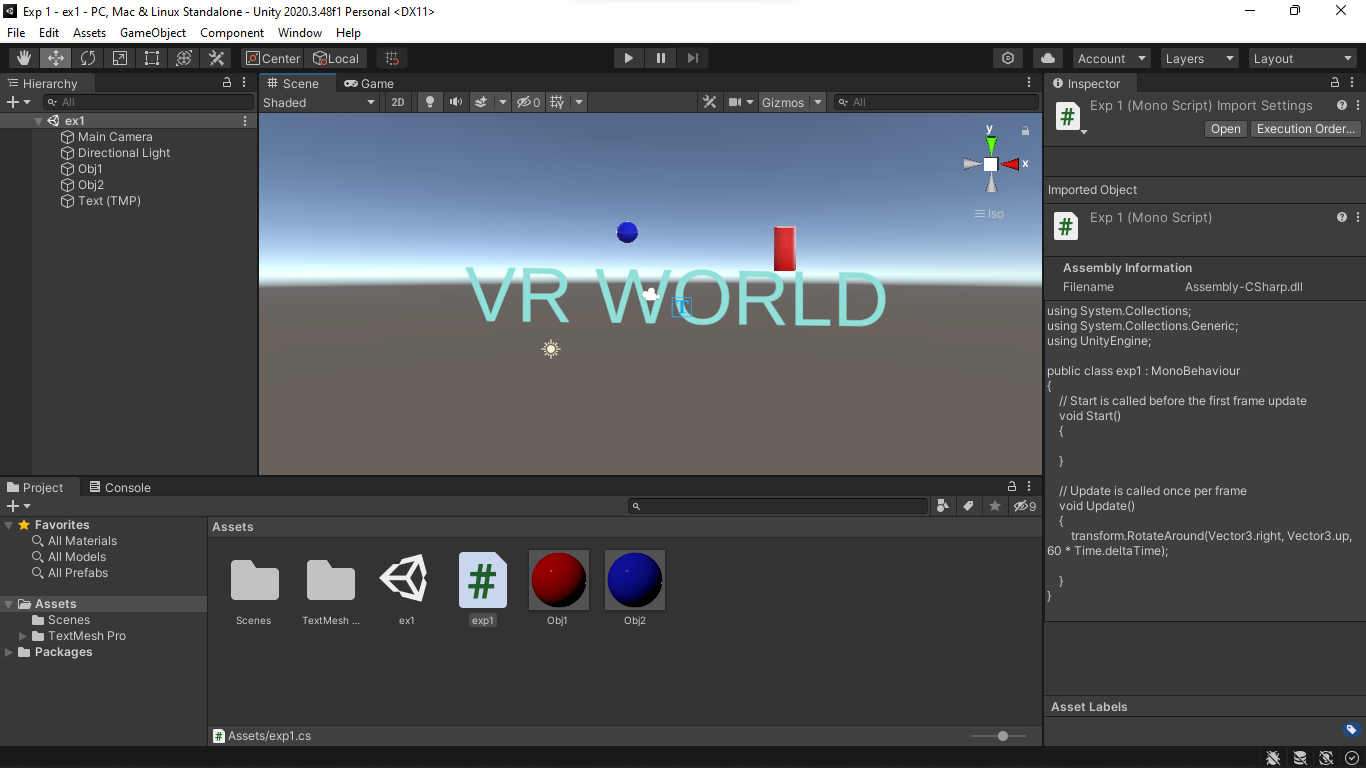 Exp 1 - ex1 - PC, Mac & Linux Standalone - Unity 2020.3.48f1 Personal <DX11>
File Edit Assets GameObject Component Window Help
Center Local Account Layers Layout
Hierarchy
All
ex1
Main Camera
Directional Light
Obj1
Obj2
Text (TMP)
Scene Game
Shaded 2D 0 Gizmos All
y
x
Iso
VR WORLD
T
Inspector
Exp 1 (Mono Script) Import Settings
Open Execution Order...
Imported Object
Exp 1 (Mono Script)
Assembly Information
Filename Assembly-CSharp.dll
using System.Collections;
using System.Collections.Generic;
using UnityEngine;
public class exp1 : MonoBehaviour
{
// Start is called before the first frame update
void Start()
{
}
// Update is called once per frame
void Update()
{
transform.RotateAround(Vector3.right, Vector3.up,
60 * Time.deltaTime);
}
}
Asset Labels
Project Console
9
Favorites
All Materials
All Models
All Prefabs
Assets
Scenes
TextMesh Pro
Packages
Assets
Scenes TextMesh ... ex1 exp1 Obj1 Obj2
Assets/exp1.cs